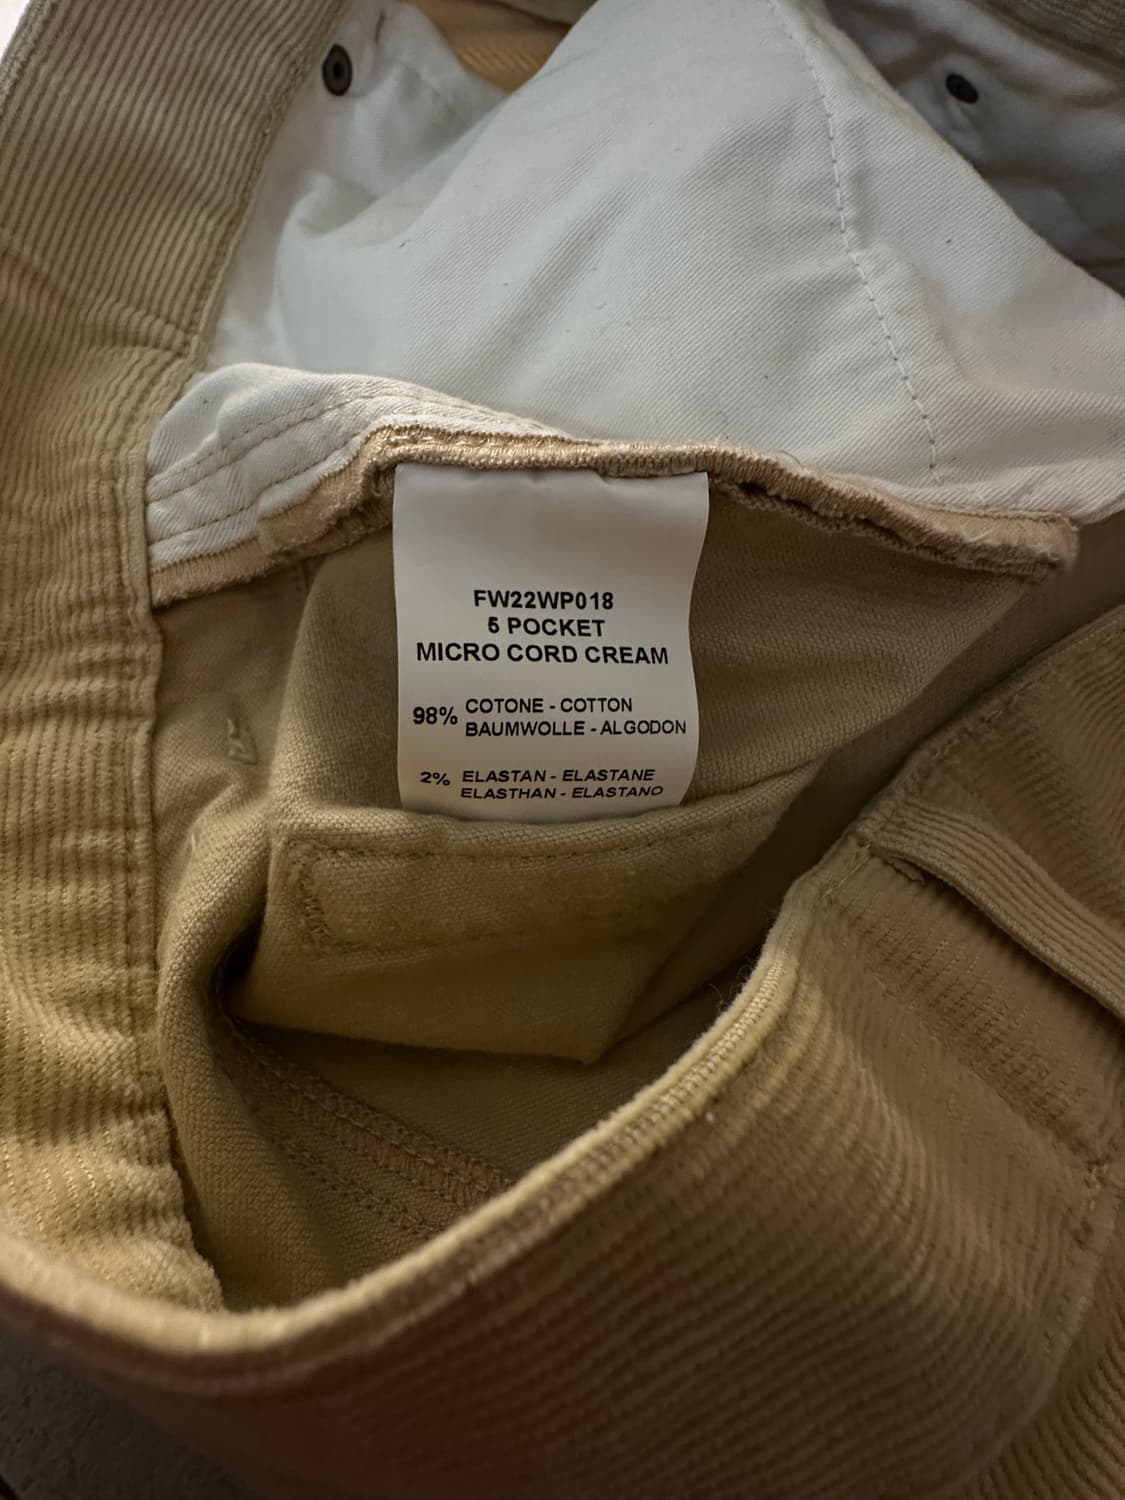 FW22WP018
5 POCKET
MICRO CORD CREAM
98% COTONE - COTTON
BAUMWOLLE - ALGODON
2% ELASTAN - ELASTANE
ELASTHAN - ELASTANO